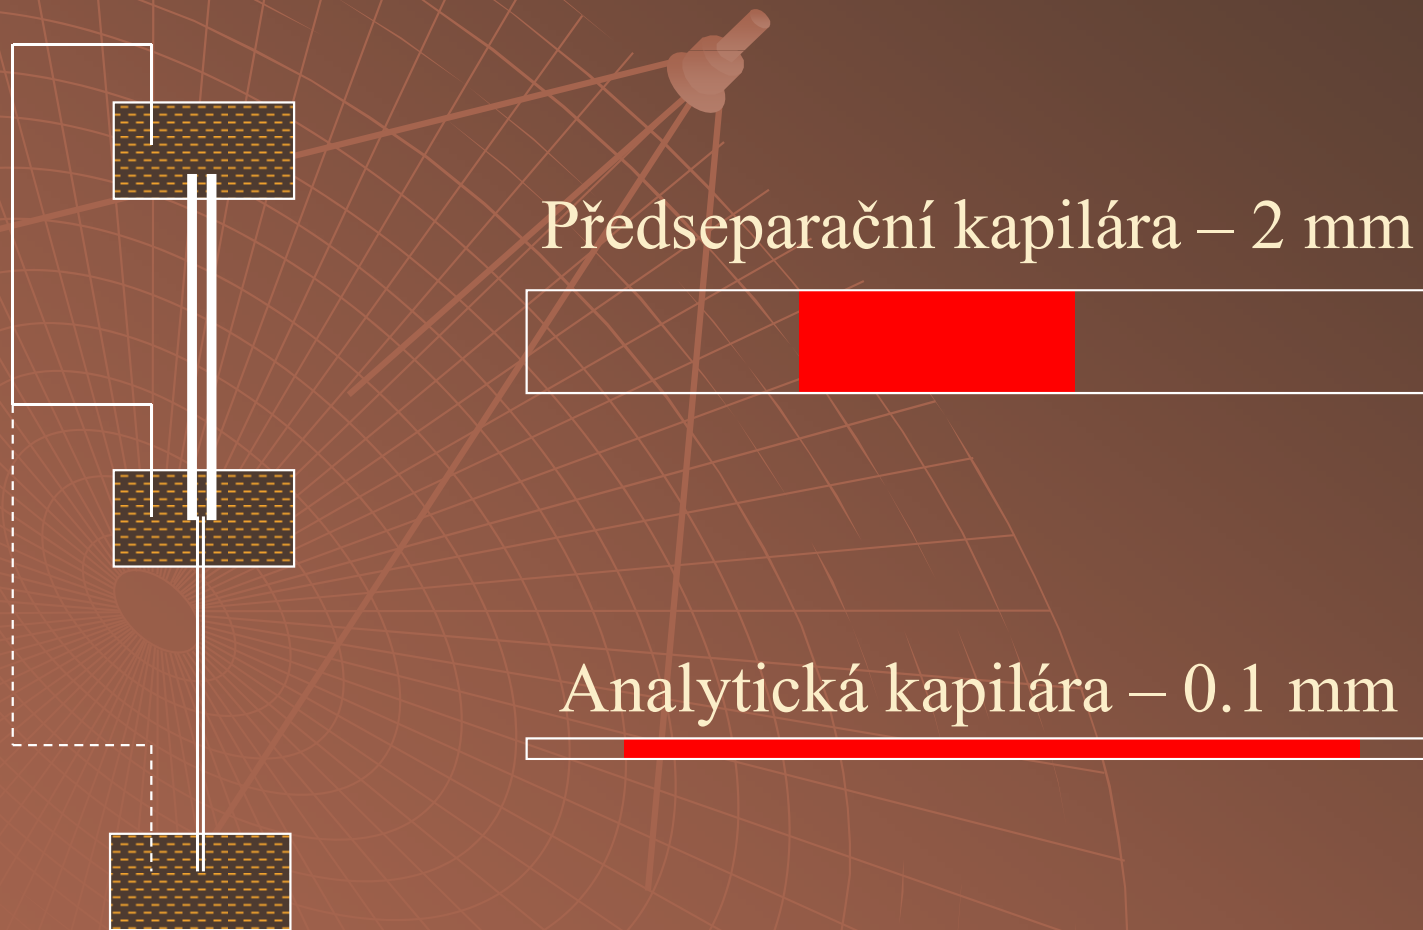 Předseparační kapilára – 2 mm
Analytická kapilára – 0.1 mm